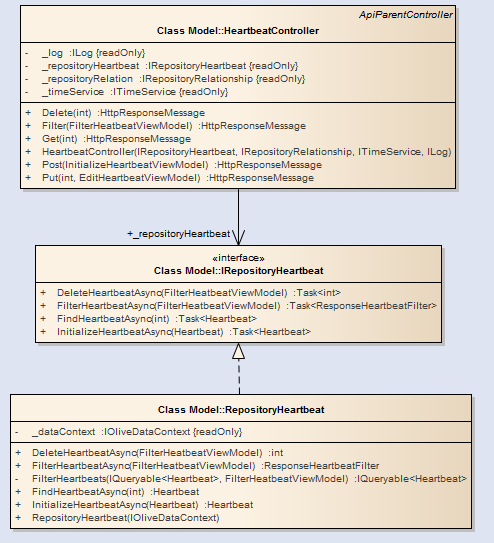 ApiParentController
Class Model::HeartbeatController
- _log :ILog {readOnly}
- _repositoryHeartbeat :IRepositoryHeartbeat {readOnly}
- _repositoryRelation :IRepositoryRelationship {readOnly}
- _timeService :ITimeService {readOnly}
+ Delete(int) :HttpResponseMessage
+ Filter(FilterHeatbeatViewModel) :HttpResponseMessage
+ Get(int) :HttpResponseMessage
+ HeartbeatController(IRepositoryHeartbeat, IRepositoryRelationship, ITimeService, ILog)
+ Post(InitializeHeartbeatViewModel) :HttpResponseMessage
+ Put(int, EditHeartbeatViewModel) :HttpResponseMessage
+_repositoryHeartbeat
«interface»
Class Model::IRepositoryHeartbeat
+ DeleteHeartbeatAsync(FilterHeatbeatViewModel) :Task<int>
+ FilterHeartbeatAsync(FilterHeatbeatViewModel) :Task<ResponseHeartbeatFilter>
+ FindHeartbeatAsync(int) :Task<Heartbeat>
+ InitializeHeartbeatAsync(Heartbeat) :Task<Heartbeat>
Class Model::RepositoryHeartbeat
- _dataContext :IOliveDataContext {readOnly}
+ DeleteHeartbeatAsync(FilterHeatbeatViewModel) :int
+ FilterHeartbeatAsync(FilterHeatbeatViewModel) :ResponseHeartbeatFilter
- FilterHeartbeats(IQueryable<Heartbeat>, FilterHeatbeatViewModel) :IQueryable<Heartbeat>
+ FindHeartbeatAsync(int) :Heartbeat
+ InitializeHeartbeatAsync(Heartbeat) :Heartbeat
+ RepositoryHeartbeat(IOliveDataContext)